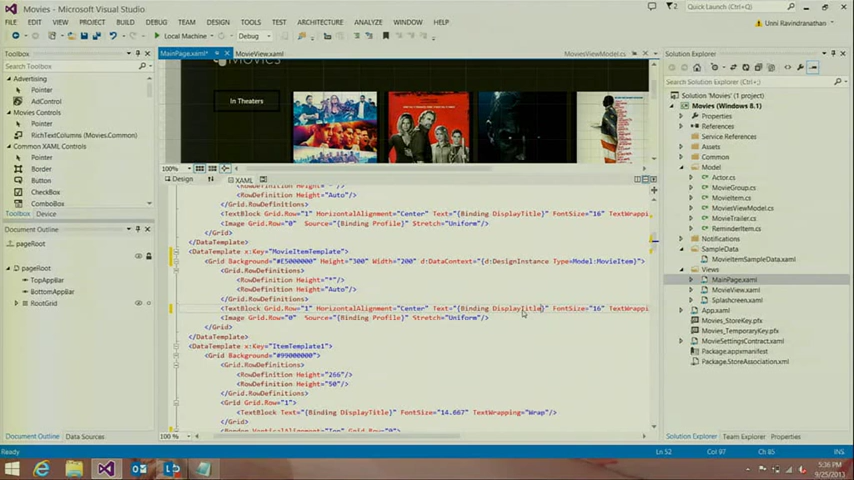 Movies - Microsoft Visual Studio
Quick Launch (Ctrl+Q)
FILE EDIT VIEW PROJECT BUILD DEBUG TEAM DESIGN TOOLS TEST ARCHITECTURE ANALYZE WINDOW
Unni Ravindranathan
Local Machine Debug
Toolbox
Search Toolbox
Advertising
Pointer
AdControl
Movies Controls
Pointer
RichTextColumns (Movies.Common)
Common XAML Controls
Pointer
Border
Button
CheckBox
ComboBox
Toolbox Device
Document Outline
pageRoot
pageRoot
TopAppBar
BottomAppBar
RootGrid
Document Outline Data Sources
MainPage.xaml* MovieView.xaml MoviesViewModel.cs
Movies
In Theaters
100%
Design XAML
<RowDefinition Height="*"/>
<RowDefinition Height="Auto"/>
</Grid.RowDefinitions>
<TextBlock Grid.Row="1" HorizontalAlignment="Center" Text="{Binding DisplayTitle}" FontSize="16" TextWrappi
<Image Grid.Row="0" Source="{Binding Profile}" Stretch="Uniform"/>
</Grid>
</DataTemplate>
<DataTemplate x:Key="MovieItemTemplate">
<Grid Background="#E5000000" Height="300" Width="200" d:DataContext="{d:DesignInstance Type=Model:MovieItem}">
<Grid.RowDefinitions>
<RowDefinition Height="*"/>
<RowDefinition Height="Auto"/>
</Grid.RowDefinitions>
<TextBlock Grid.Row="1" HorizontalAlignment="Center" Text="{Binding DisplayTitle}" FontSize="16" TextWrappi
<Image Grid.Row="0" Source="{Binding Profile}" Stretch="Uniform"/>
</Grid>
</DataTemplate>
<DataTemplate x:Key="ItemTemplate1">
<Grid Background="#99000000">
<Grid.RowDefinitions>
<RowDefinition Height="266"/>
<RowDefinition Height="50"/>
</Grid.RowDefinitions>
<Grid Grid.Row="1">
<TextBlock Text="{Binding DisplayTitle}" FontSize="14.667" TextWrapping="Wrap"/>
</Grid>
<Border VerticalAlignment="Top" Grid.Row="0">
100 %
Solution Explorer
Search Solution Explorer (Ctrl+;)
Solution 'Movies' (1 project)
Movies (Windows 8.1)
Properties
References
Service References
Assets
Common
Model
Actor.cs
MovieGroup.cs
MovieItem.cs
MoviesViewModel.cs
MovieTrailer.cs
ReminderItem.cs
Notifications
SampleData
MovieItemSampleData.xaml
Views
MainPage.xaml
MovieView.xaml
Splashscreen.xaml
App.xaml
Movies_StoreKey.pfx
Movies_TemporaryKey.pfx
MovieSettingsContract.xaml
Package.appxmanifest
Package.StoreAssociation.xml
Solution Explorer Team Explorer Properties
Ready Ln 52 Col 97 Ch 85 INS
5:36 PM
9/25/2013